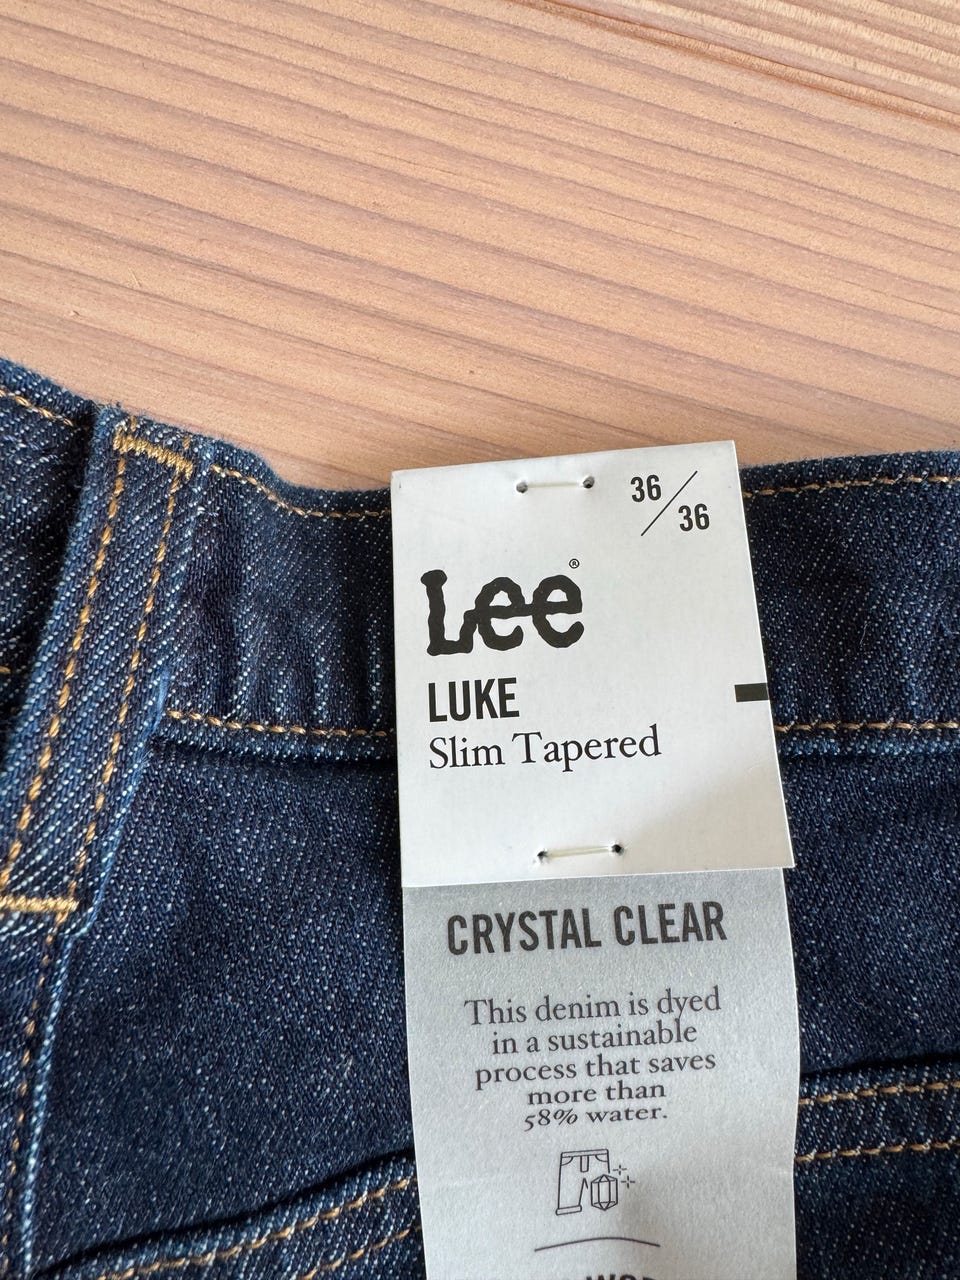 36/36
Lee®
LUKE
Slim Tapered
CRYSTAL CLEAR
This denim is dyed
in a sustainable
process that saves
more than
58% water.